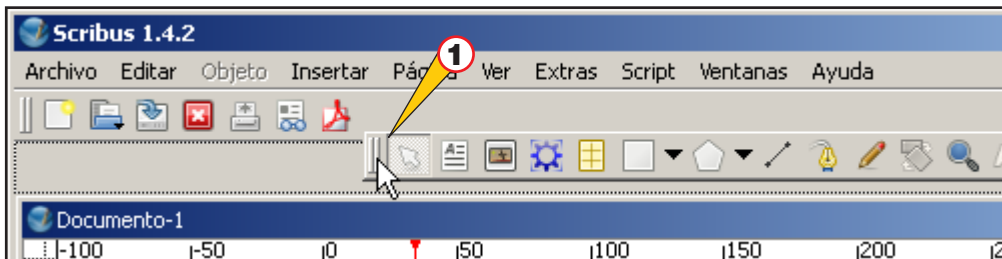 Scribus 1.4.2
Archivo Editar Objeto Insertar Ver Extras Script Ventanas Ayuda
1
Documento-1
-100 -50 0 50 100 150 200